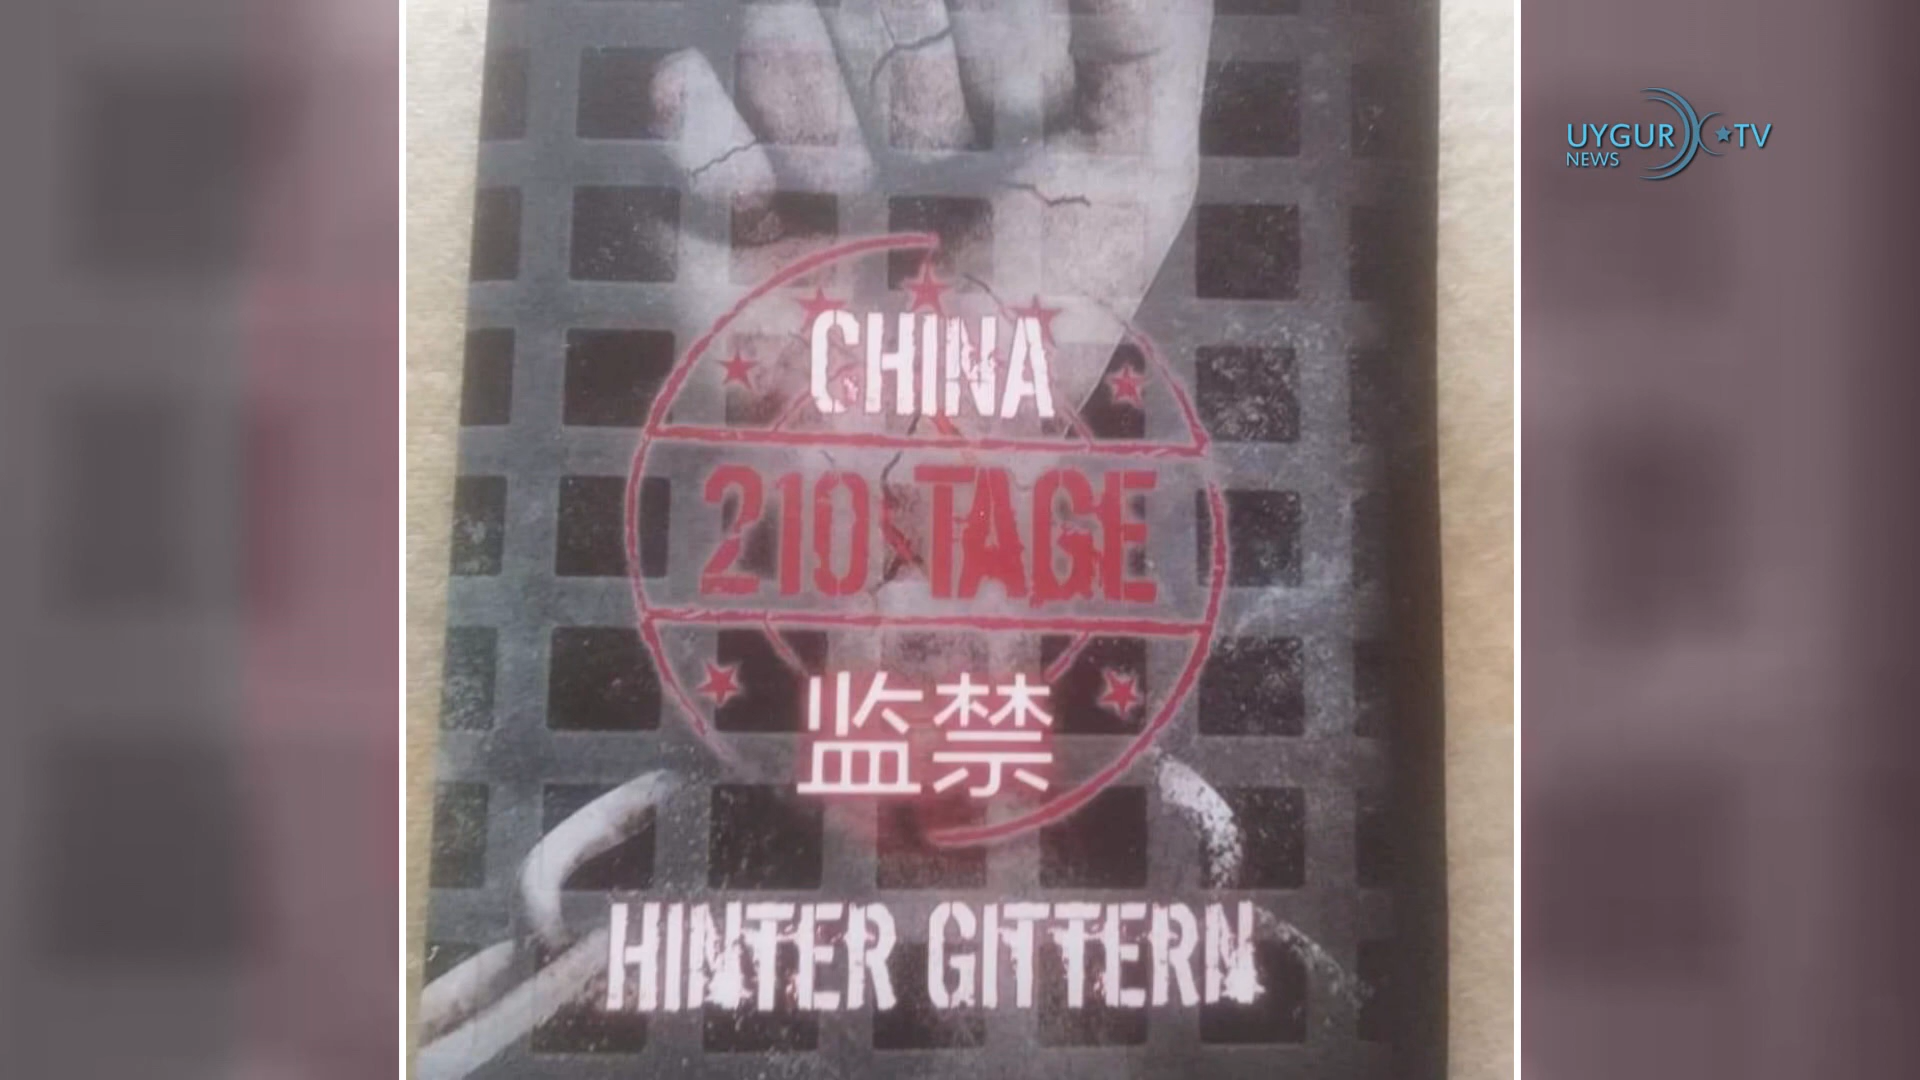 CHINA
210 TAGE
监禁
HINTER GITTERN
UYGUR TV
NEWS